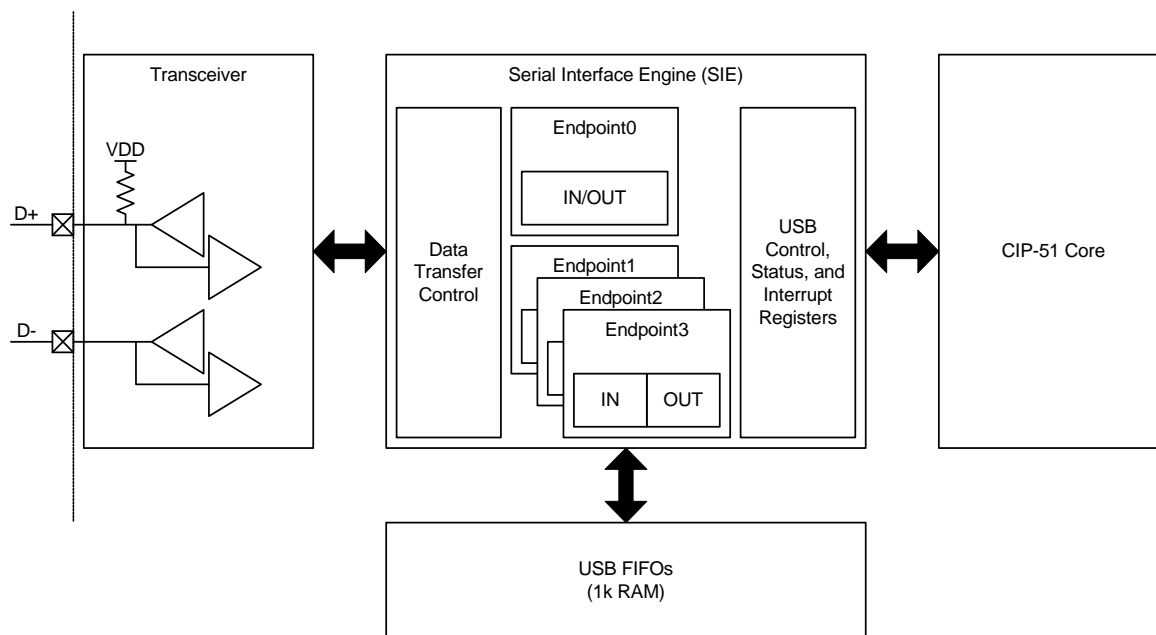 Transceiver
VDD
D+
D-
Serial Interface Engine (SIE)
Data
Transfer
Control
Endpoint0
IN/OUT
Endpoint1
Endpoint2
Endpoint3
IN
OUT
USB
Control,
Status, and
Interrupt
Registers
CIP-51 Core
USB FIFOs
(1k RAM)